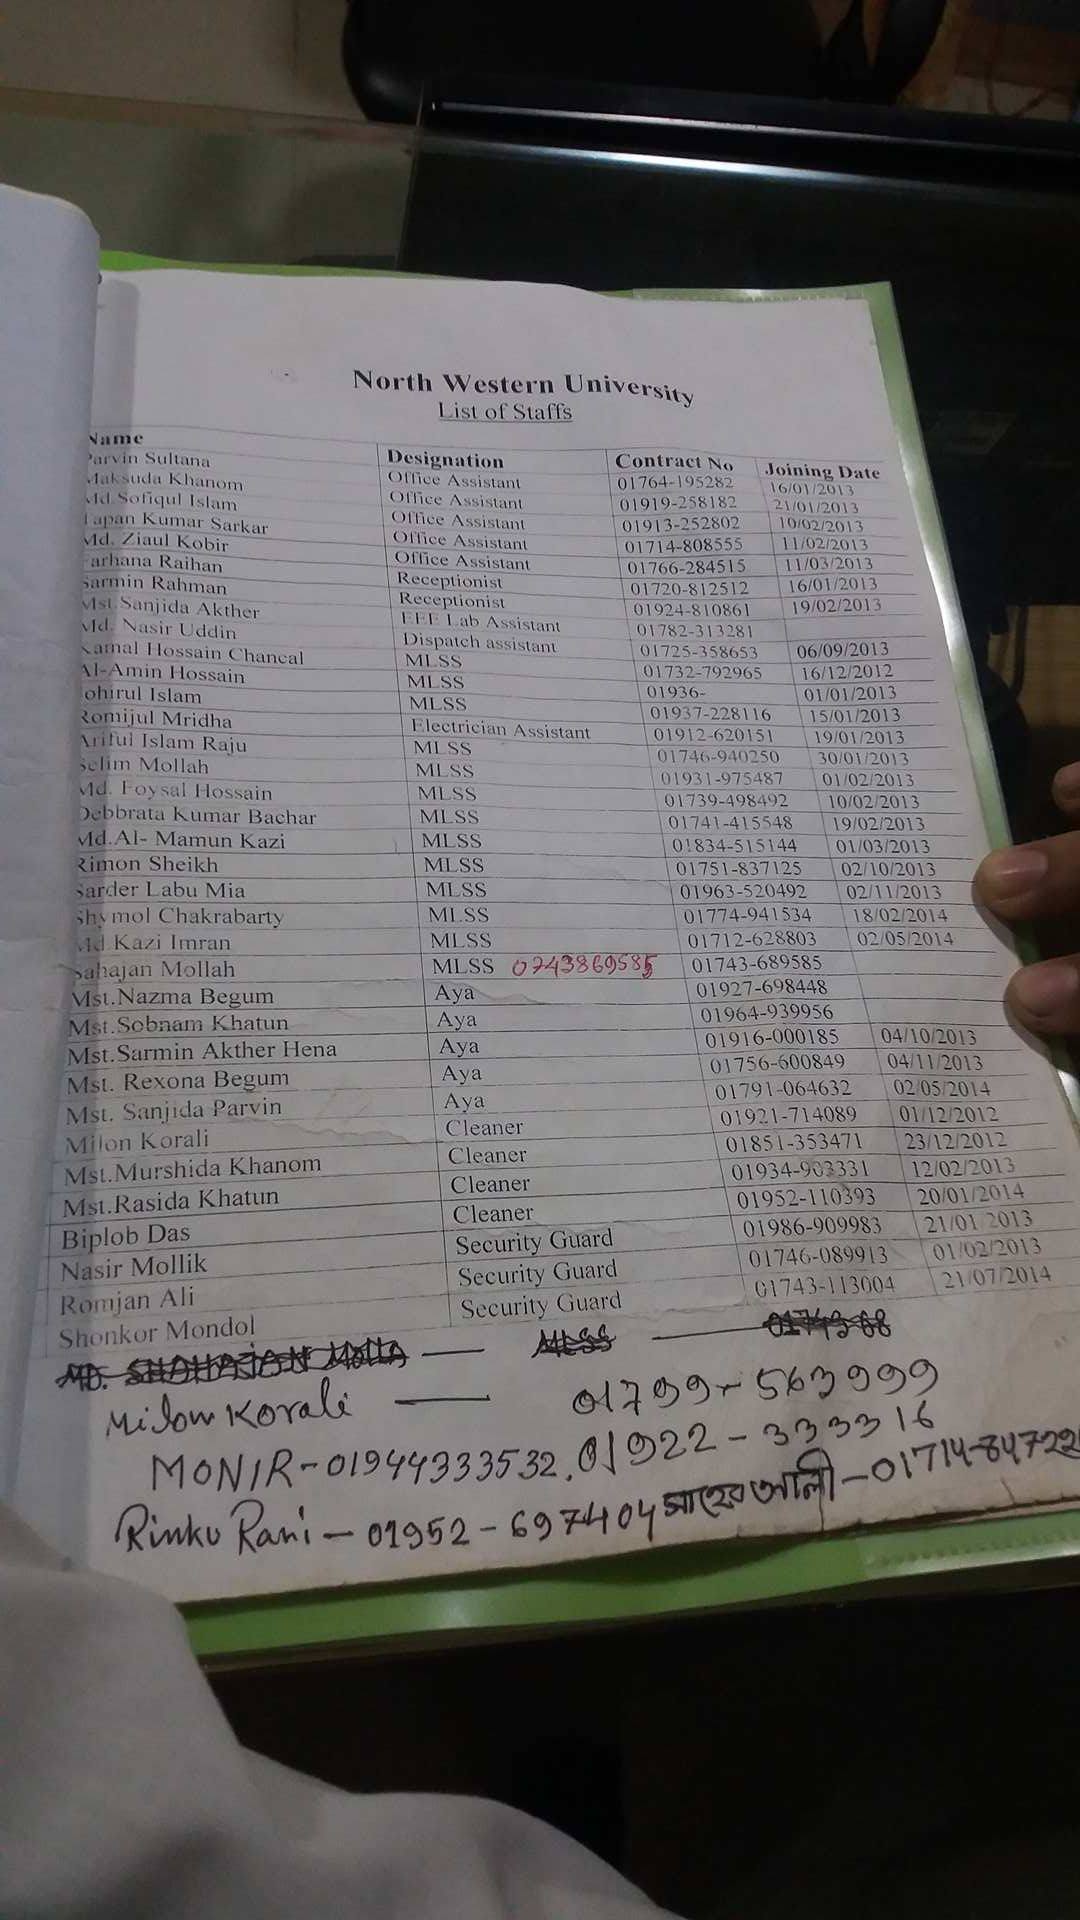 North Western University
List of Staffs
Name Designation Contract No Joining Date
Parvin Sultana Office Assistant 01764-195282 16/01/2013
Maksuda Khanom Office Assistant 01919-258182 21/01/2013
Md.Sofiqul Islam Office Assistant 01913-252802 10/02/2013
Tapan Kumar Sarkar Office Assistant 01714-808555 11/02/2013
Md. Ziaul Kobir Office Assistant 01766-284515 11/03/2013
Farhana Raihan Receptionist 01720-812512 16/01/2013
Sarmin Rahman Receptionist 01924-810861 19/02/2013
Mst.Sanjida Akther EEE Lab Assistant 01782-313281
Md. Nasir Uddin Dispatch assistant 01725-358653 06/09/2013
Kamal Hossain Chancal MLSS 01732-792965 16/12/2012
Al-Amin Hossain MLSS 01936- 01/01/2013
Johirul Islam MLSS 01937-228116 15/01/2013
Romijul Mridha Electrician Assistant 01912-620151 19/01/2013
Ariful Islam Raju MLSS 01746-940250 30/01/2013
Selim Mollah MLSS 01931-975487 01/02/2013
Md. Foysal Hossain MLSS 01739-498492 10/02/2013
Debbrata Kumar Bachar MLSS 01741-415548 19/02/2013
Md.Al- Mamun Kazi MLSS 01834-515144 01/03/2013
Rimon Sheikh MLSS 01751-837125 02/10/2013
Sarder Labu Mia MLSS 01963-520492 02/11/2013
Shymol Chakrabarty MLSS 01774-941534 18/02/2014
Md.Kazi Imran MLSS 01712-628803 02/05/2014
Sahajan Mollah MLSS 01743869585 01743-689585
Mst.Nazma Begum Aya 01927-698448
Mst.Sobnam Khatun Aya 01964-939956
Mst.Sarmin Akther Hena Aya 01916-000185 04/10/2013
Mst. Rexona Begum Aya 01756-600849 04/11/2013
Mst. Sanjida Parvin Aya 01791-064632 02/05/2014
Milon Korali Cleaner 01921-714089 01/12/2012
Mst.Murshida Khanom Cleaner 01851-353471 23/12/2012
Mst.Rasida Khatun Cleaner 01934-903331 12/02/2013
Biplob Das Cleaner 01952-110393 20/01/2014
Nasir Mollik Security Guard 01986-909983 21/01/2013
Romjan Ali Security Guard 01746-089913 01/02/2013
Shonkor Mondol Security Guard 01743-113004 21/07/2014
MD. SHOHAJAN MOLLA — MLSS — 01743-68
Milon Korali — 01799-563999
MONIR-01944333532, 01922-333316
Rinku Rani - 01952-697404 সাহেব আলী - 01714-84722